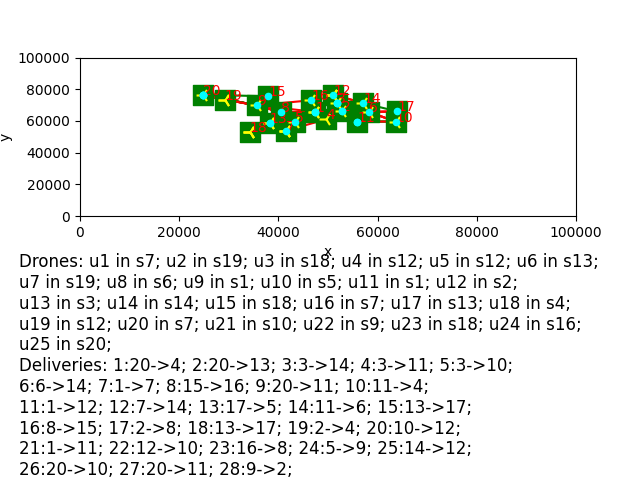 100000
80000
60000
40000
20000
0
y
0 20000 40000 60000 80000 100000
x
Drones: u1 in s7; u2 in s19; u3 in s18; u4 in s12; u5 in s12; u6 in s13;
u7 in s19; u8 in s6; u9 in s1; u10 in s5; u11 in s1; u12 in s2;
u13 in s3; u14 in s14; u15 in s18; u16 in s7; u17 in s13; u18 in s4;
u19 in s12; u20 in s7; u21 in s10; u22 in s9; u23 in s18; u24 in s16;
u25 in s20;
Deliveries: 1:20->4; 2:20->13; 3:3->14; 4:3->11; 5:3->10;
6:6->14; 7:1->7; 8:15->16; 9:20->11; 10:11->4;
11:1->12; 12:7->14; 13:17->5; 14:11->6; 15:13->17;
16:8->15; 17:2->8; 18:13->17; 19:2->4; 20:10->12;
21:1->11; 22:12->10; 23:16->8; 24:5->9; 25:14->12;
26:20->10; 27:20->11; 28:9->2;